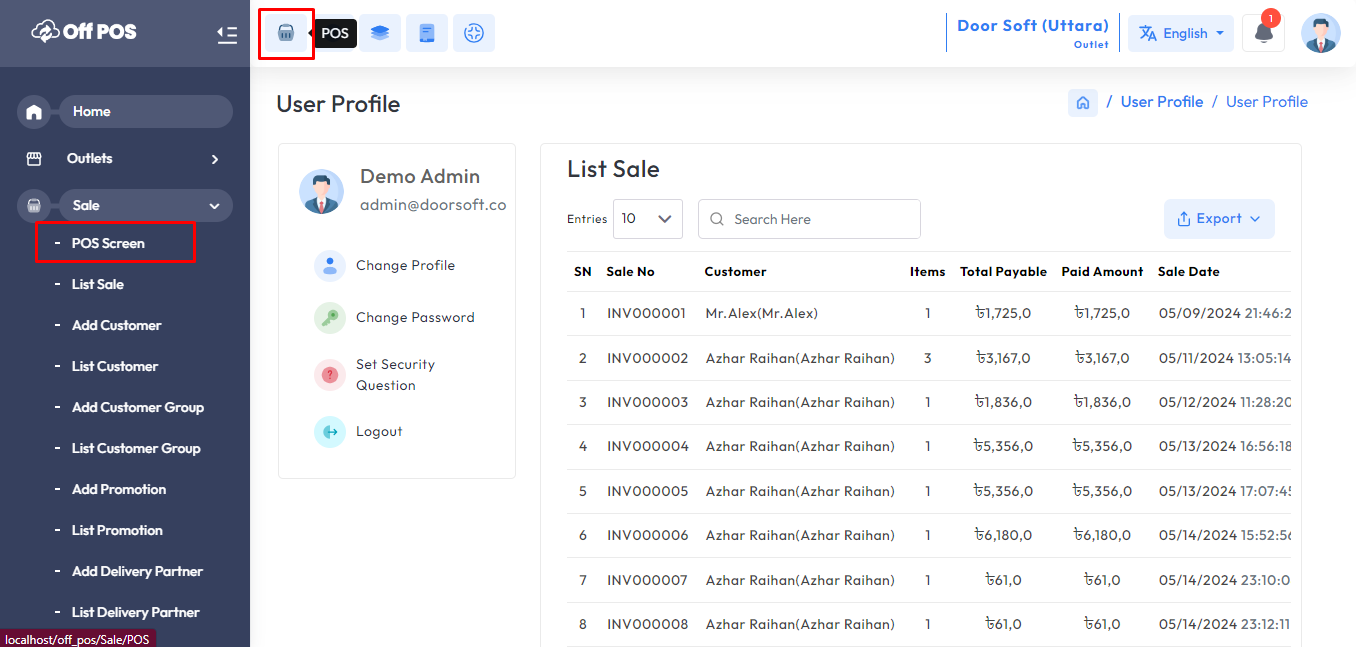 Off POS
POS
Door Soft (Uttara)
Outlet
English
1
Home
Outlets
Sale
- POS Screen
- List Sale
- Add Customer
- List Customer
- Add Customer Group
- List Customer Group
- Add Promotion
- List Promotion
- Add Delivery Partner
- List Delivery Partner
localhost/off_pos/Sale/POS
User Profile
/ User Profile / User Profile
Demo Admin
admin@doorsoft.co
Change Profile
Change Password
? Set Security
Question
Logout
List Sale
Entries 10 Search Here Export
SN Sale No Customer Items Total Payable Paid Amount Sale Date
1 INV000001 Mr.Alex(Mr.Alex) 1 ৳1,725,0 ৳1,725,0 05/09/2024 21:46:2
2 INV000002 Azhar Raihan(Azhar Raihan) 3 ৳3,167,0 ৳3,167,0 05/11/2024 13:05:14
3 INV000003 Azhar Raihan(Azhar Raihan) 1 ৳1,836,0 ৳1,836,0 05/12/2024 11:28:20
4 INV000004 Azhar Raihan(Azhar Raihan) 1 ৳5,356,0 ৳5,356,0 05/13/2024 16:56:18
5 INV000005 Azhar Raihan(Azhar Raihan) 1 ৳5,356,0 ৳5,356,0 05/13/2024 17:07:45
6 INV000006 Azhar Raihan(Azhar Raihan) 1 ৳6,180,0 ৳6,180,0 05/14/2024 15:52:56
7 INV000007 Azhar Raihan(Azhar Raihan) 1 ৳61,0 ৳61,0 05/14/2024 23:10:0
8 INV000008 Azhar Raihan(Azhar Raihan) 1 ৳61,0 ৳61,0 05/14/2024 23:12:11